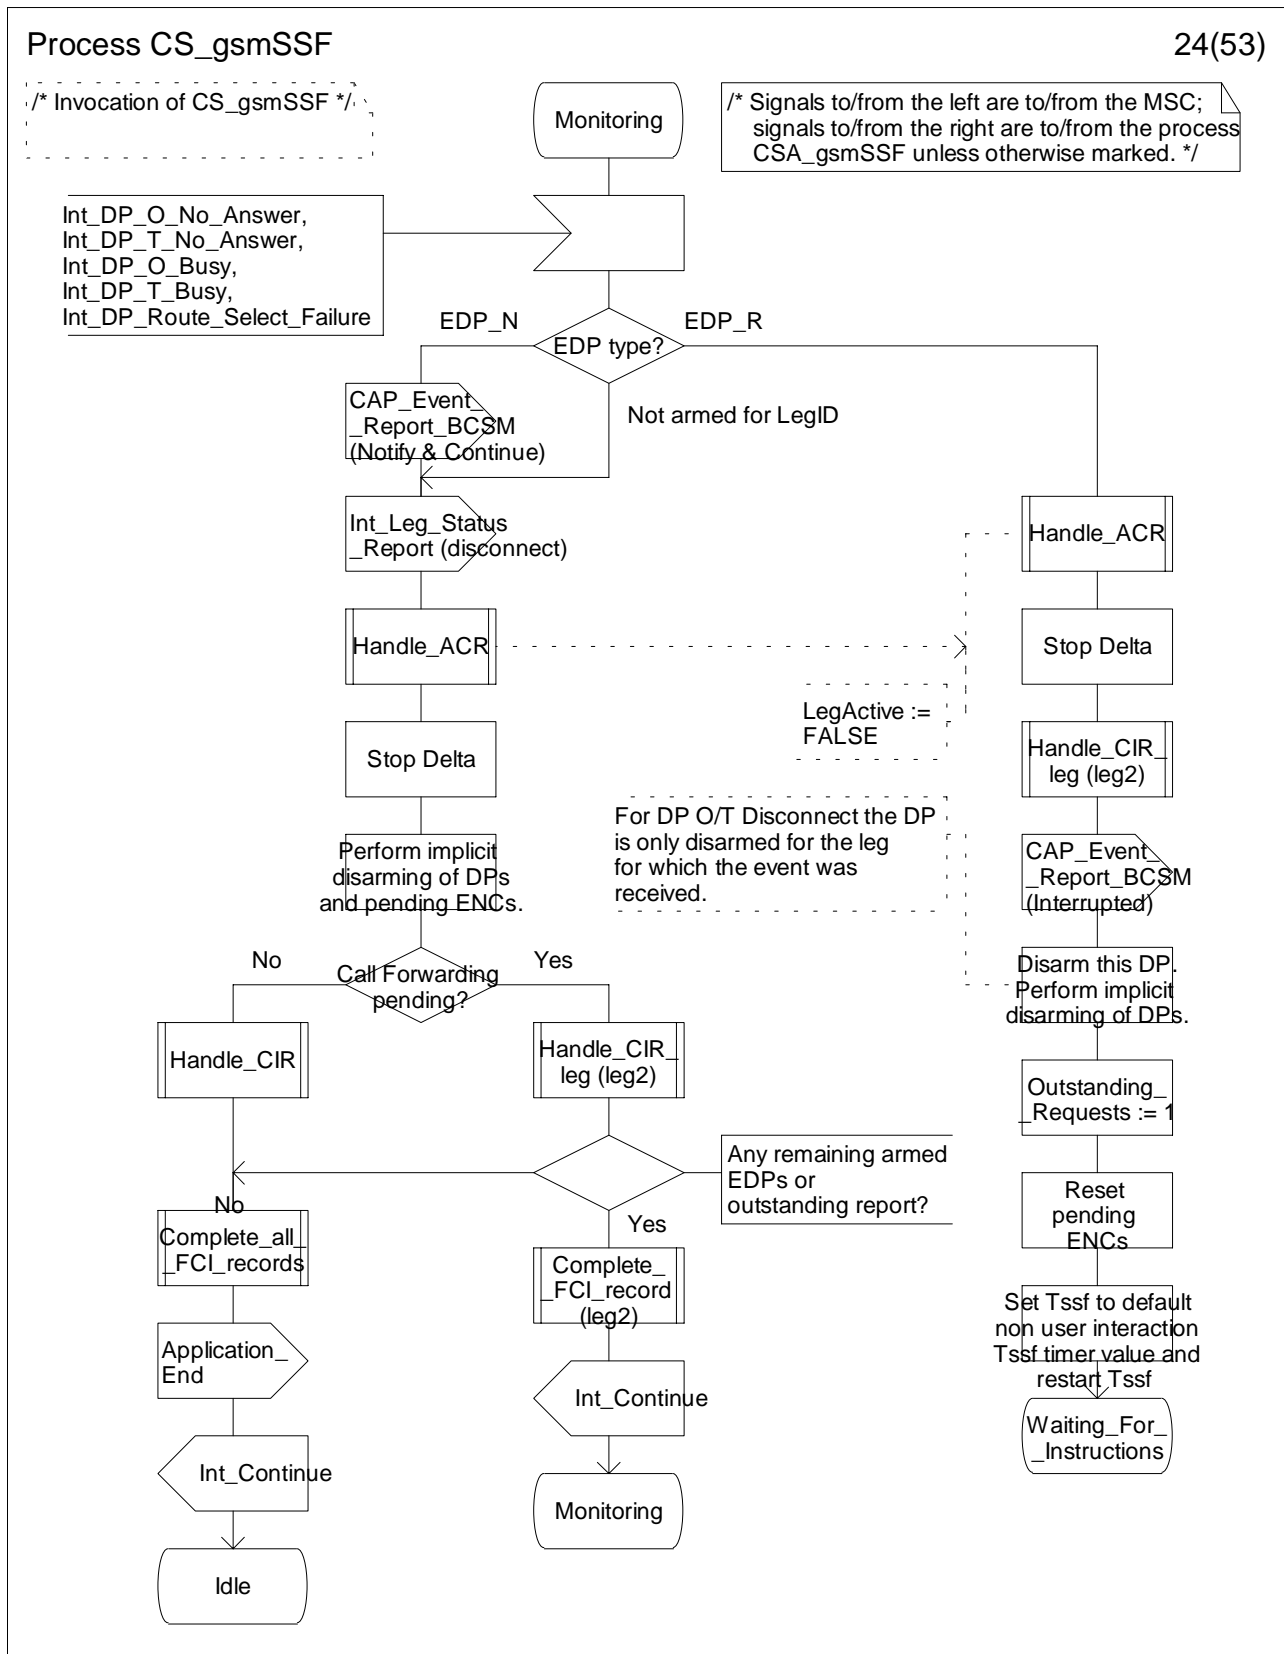 Process CS_gsmSSF
24(53)
/* Invocation of CS_gsmSSF */
Monitoring
/* Signals to/from the left are to/from the MSC;
signals to/from the right are to/from the process
CSA_gsmSSF unless otherwise marked. */
Int_DP_O_No_Answer,
Int_DP_T_No_Answer,
Int_DP_O_Busy,
Int_DP_T_Busy,
Int_DP_Route_Select_Failure
EDP_N
EDP type?
EDP_R
CAP_Event_
_Report_BCSM
(Notify & Continue)
Not armed for LegID
Int_Leg_Status
_Report (disconnect)
Handle_ACR
Handle_ACR
Stop Delta
LegActive :=
FALSE
Stop Delta
Handle_CIR_
leg (leg2)
For DP O/T Disconnect the DP
is only disarmed for the leg
for which the event was
received.
Perform implicit
disarming of DPs
and pending ENCs.
CAP_Event_
_Report_BCSM
(Interrupted)
No
Call Forwarding
pending?
Yes
Disarm this DP.
Perform implicit
disarming of DPs.
Handle_CIR
Handle_CIR_
leg (leg2)
Outstanding_
_Requests := 1
Any remaining armed
EDPs or
outstanding report?
No
Yes
Reset
pending
ENCs
Complete_all_
_FCI_records
Complete_
_FCI_record
(leg2)
Set Tssf to default
non user interaction
Tssf timer value and
restart Tssf
Application_
End
Int_Continue
Waiting_For_
_Instructions
Int_Continue
Monitoring
Idle